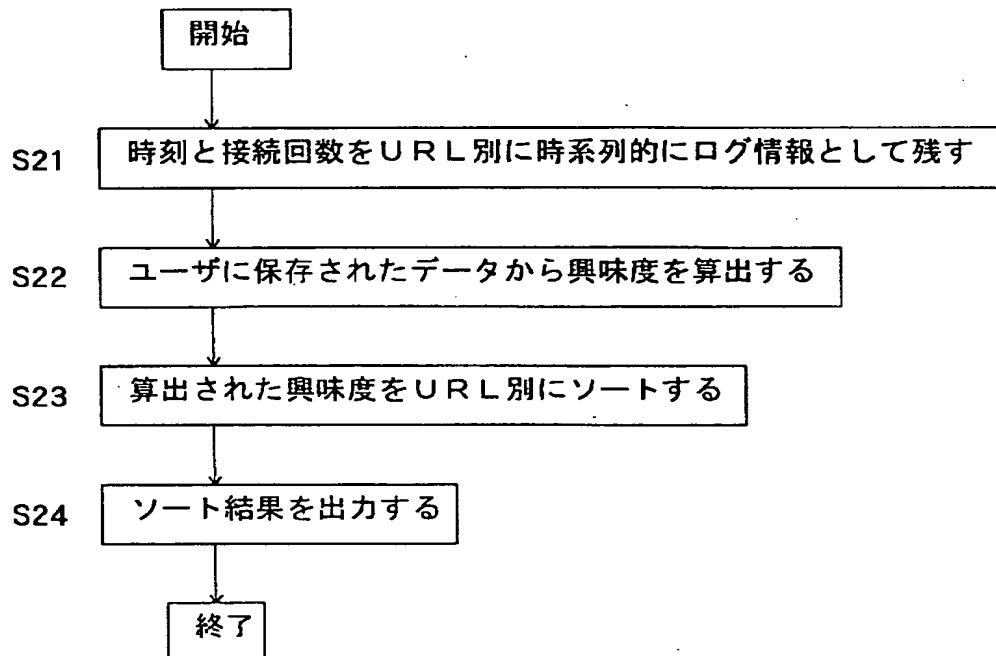 開始
S21 時刻と接続回数をＵＲＬ別に時系列的にログ情報として残す
S22 ユーザに保存されたデータから興味度を算出する
S23 算出された興味度をＵＲＬ別にソートする
S24 ソート結果を出力する
終了